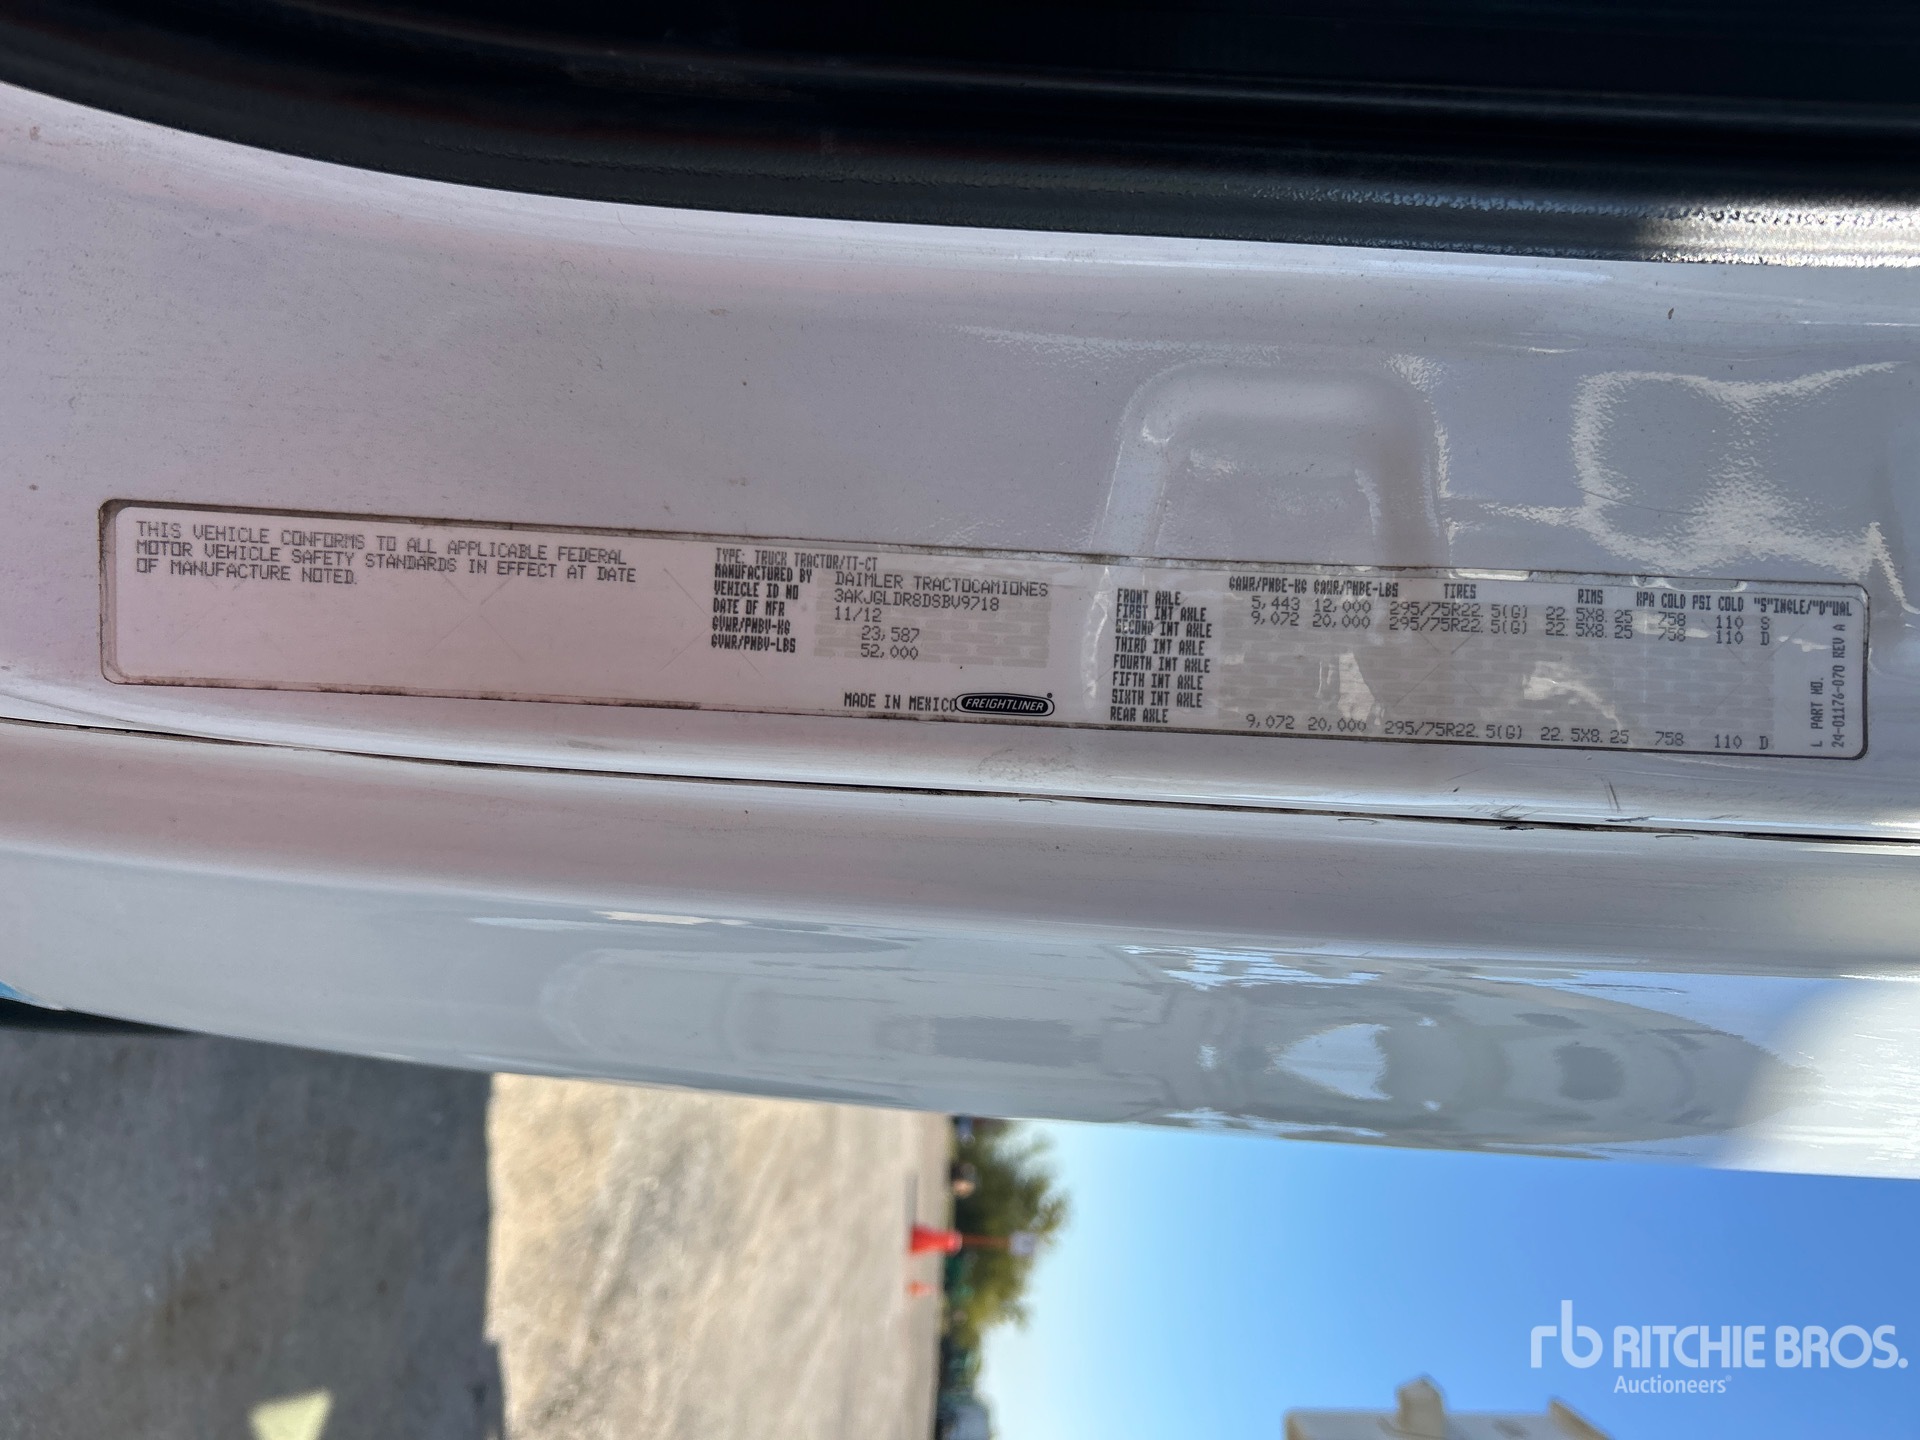 THIS VEHICLE CONFORMS TO ALL APPLICABLE FEDERAL
MOTOR VEHICLE SAFETY STANDARDS IN EFFECT AT DATE
OF MANUFACTURE NOTED.
TYPE: TRUCK TRACTOR/TT-CT
MANUFACTURED BY DAIMLER TRACTOCAMIONES
VEHICLE ID NO 3AKJGLDR8DSBV9718
DATE OF MFR 11/12
GVWR/PNBV-KG 23,587
GVWR/PNBV-LBS 52,000
MADE IN MEXICO FREIGHTLINER
GAWR/PNBE-KG GAWR/PNBE-LBS TIRES RIMS KPA COLD PSI COLD "S"INGLE/"D"UAL
FRONT AXLE 5,443 12,000 295/75R22.5(G) 22.5X8.25 758 110 S
FIRST INT AXLE 9,072 20,000 295/75R22.5(G) 22.5X8.25 758 110 D
SECOND INT AXLE
THIRD INT AXLE
FOURTH INT AXLE
FIFTH INT AXLE
SIXTH INT AXLE
REAR AXLE 9,072 20,000 295/75R22.5(G) 22.5X8.25 758 110 D
L PART NO.
24-01176-070 REV A
rb RITCHIE BROS.
Auctioneers